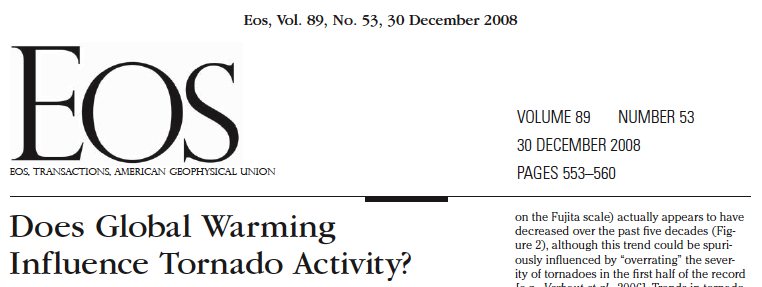 Eos, Vol. 89, No. 53, 30 December 2008
EOS
EOS, TRANSACTIONS, AMERICAN GEOPHYSICAL UNION
VOLUME 89 NUMBER 53
30 DECEMBER 2008
PAGES 553–560
Does Global Warming
Influence Tornado Activity?
on the Fujita scale) actually appears to have
decreased over the past five decades (Fig-
ure 2), although this trend could be spuri-
ously influenced by “overrating” the sever-
ity of tornadoes in the first half of the record